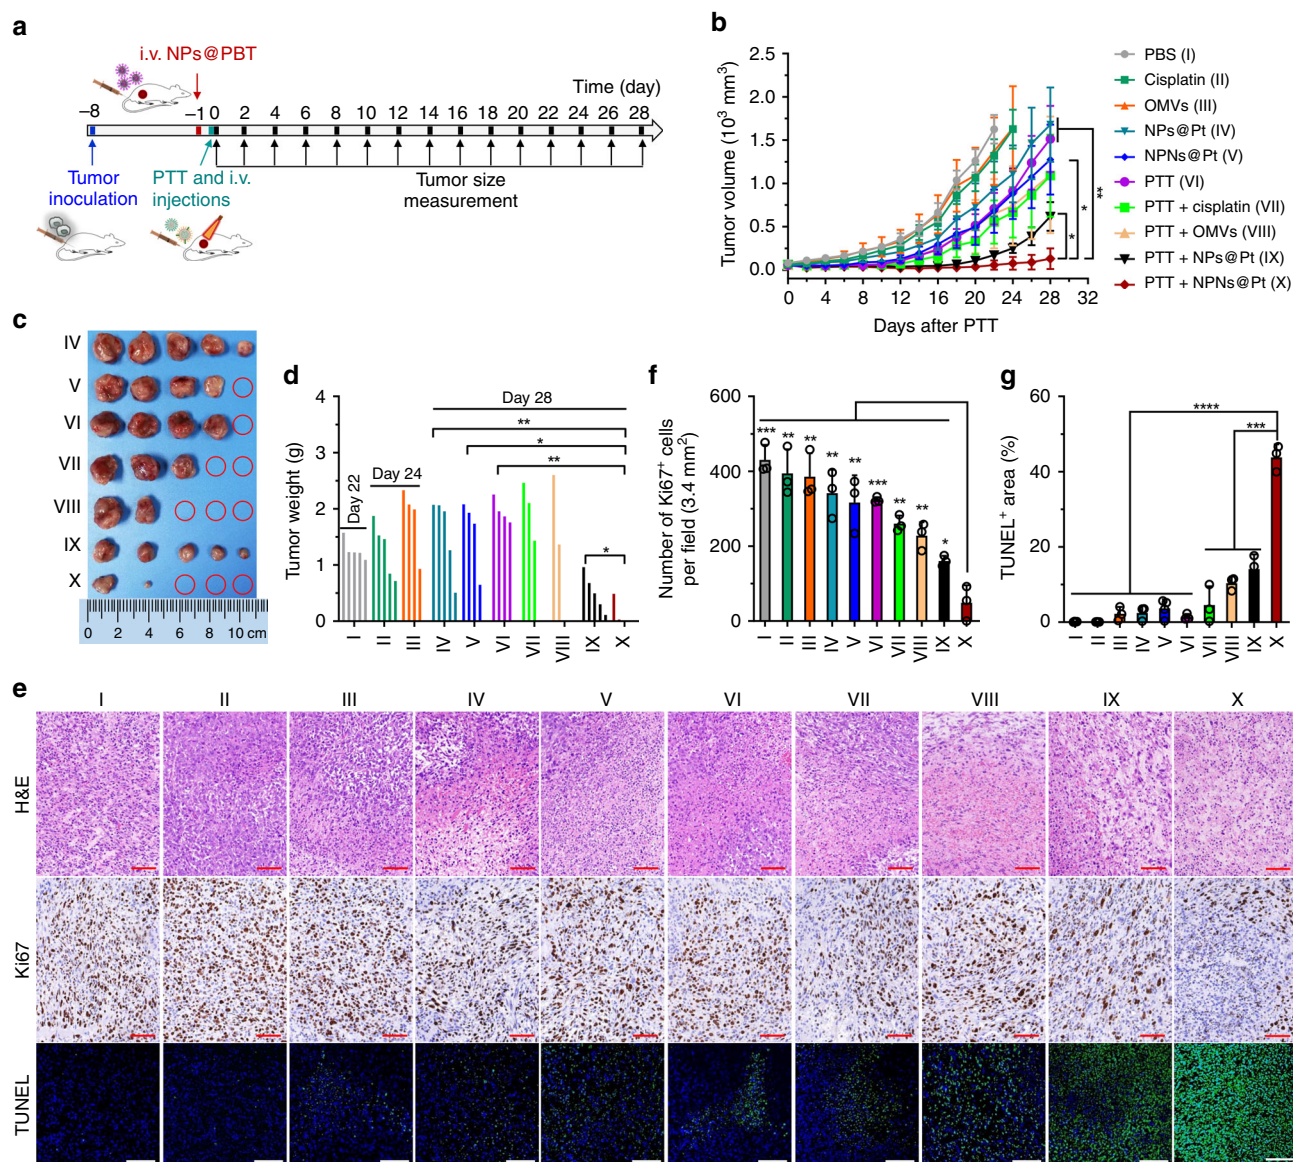 a
i.v. NPs@PBT
Time (day)
–8
–1
0
2
4
6
8
10
12
14
16
18
20
22
24
26
28
Tumor
inoculation
PTT and i.v.
injections
Tumor size
measurement
b
Tumor volume (10³ mm³)
2.5
2.0
1.5
1.0
0.5
0.0
0
4
8
12
16
20
24
28
32
Days after PTT
*
*
**
PBS (I)
Cisplatin (II)
OMVs (III)
NPs@Pt (IV)
NPNs@Pt (V)
PTT (VI)
PTT + cisplatin (VII)
PTT + OMVs (VIII)
PTT + NPs@Pt (IX)
PTT + NPNs@Pt (X)
c
IV
V
VI
VII
VIII
IX
X
0 2 4 6 8 10 cm
d
Tumor weight (g)
4
3
2
1
0
Day 22
Day 24
Day 28
**
*
**
*
I II III IV V VI VII VIII IX X
f
Number of Ki67⁺ cells
per field (3.4 mm²)
600
400
200
0
*** ** ** ** ** *** ** ** *
I II III IV V VI VII VIII IX X
g
TUNEL⁺ area (%)
60
40
20
0
****
***
I II III IV V VI VII VIII IX X
e
I II III IV V VI VII VIII IX X
H&E
Ki67
TUNEL